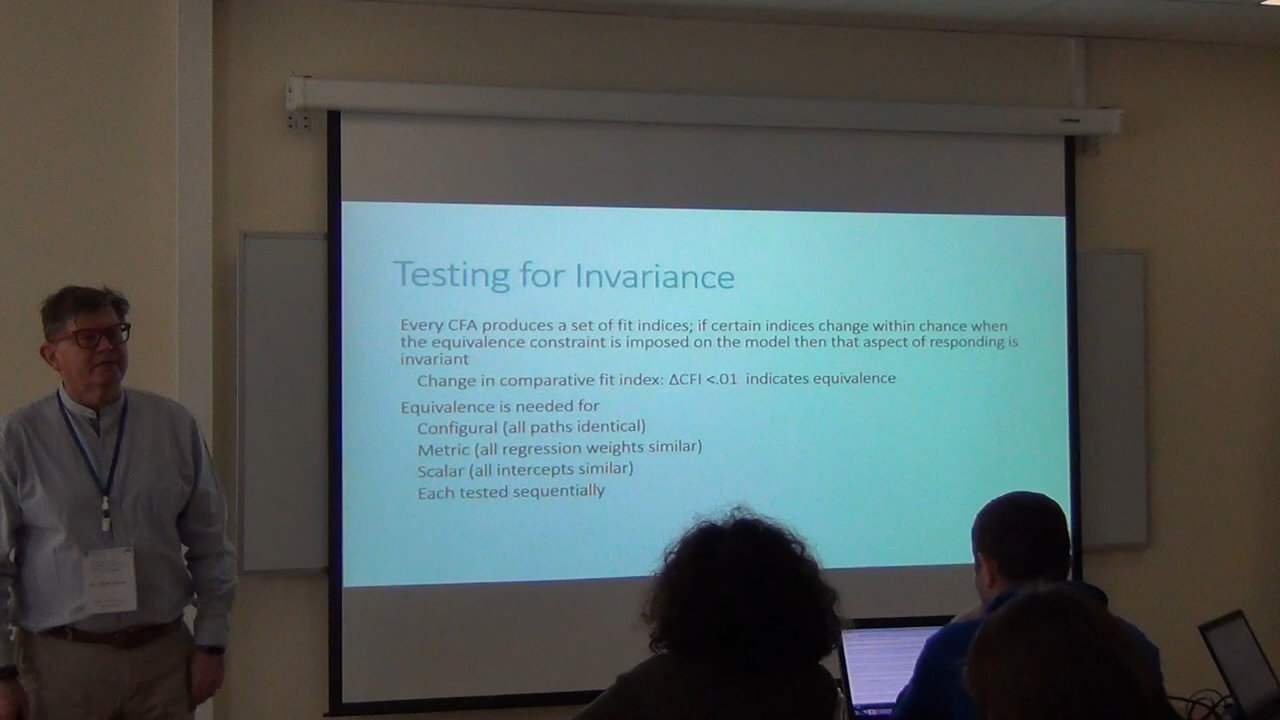 Testing for Invariance
Every CFA produces a set of fit indices; if certain indices change within chance when
the equivalence constraint is imposed on the model then that aspect of responding is
invariant
Change in comparative fit index: ΔCFI <.01 indicates equivalence
Equivalence is needed for
Configural (all paths identical)
Metric (all regression weights similar)
Scalar (all intercepts similar)
Each tested sequentially